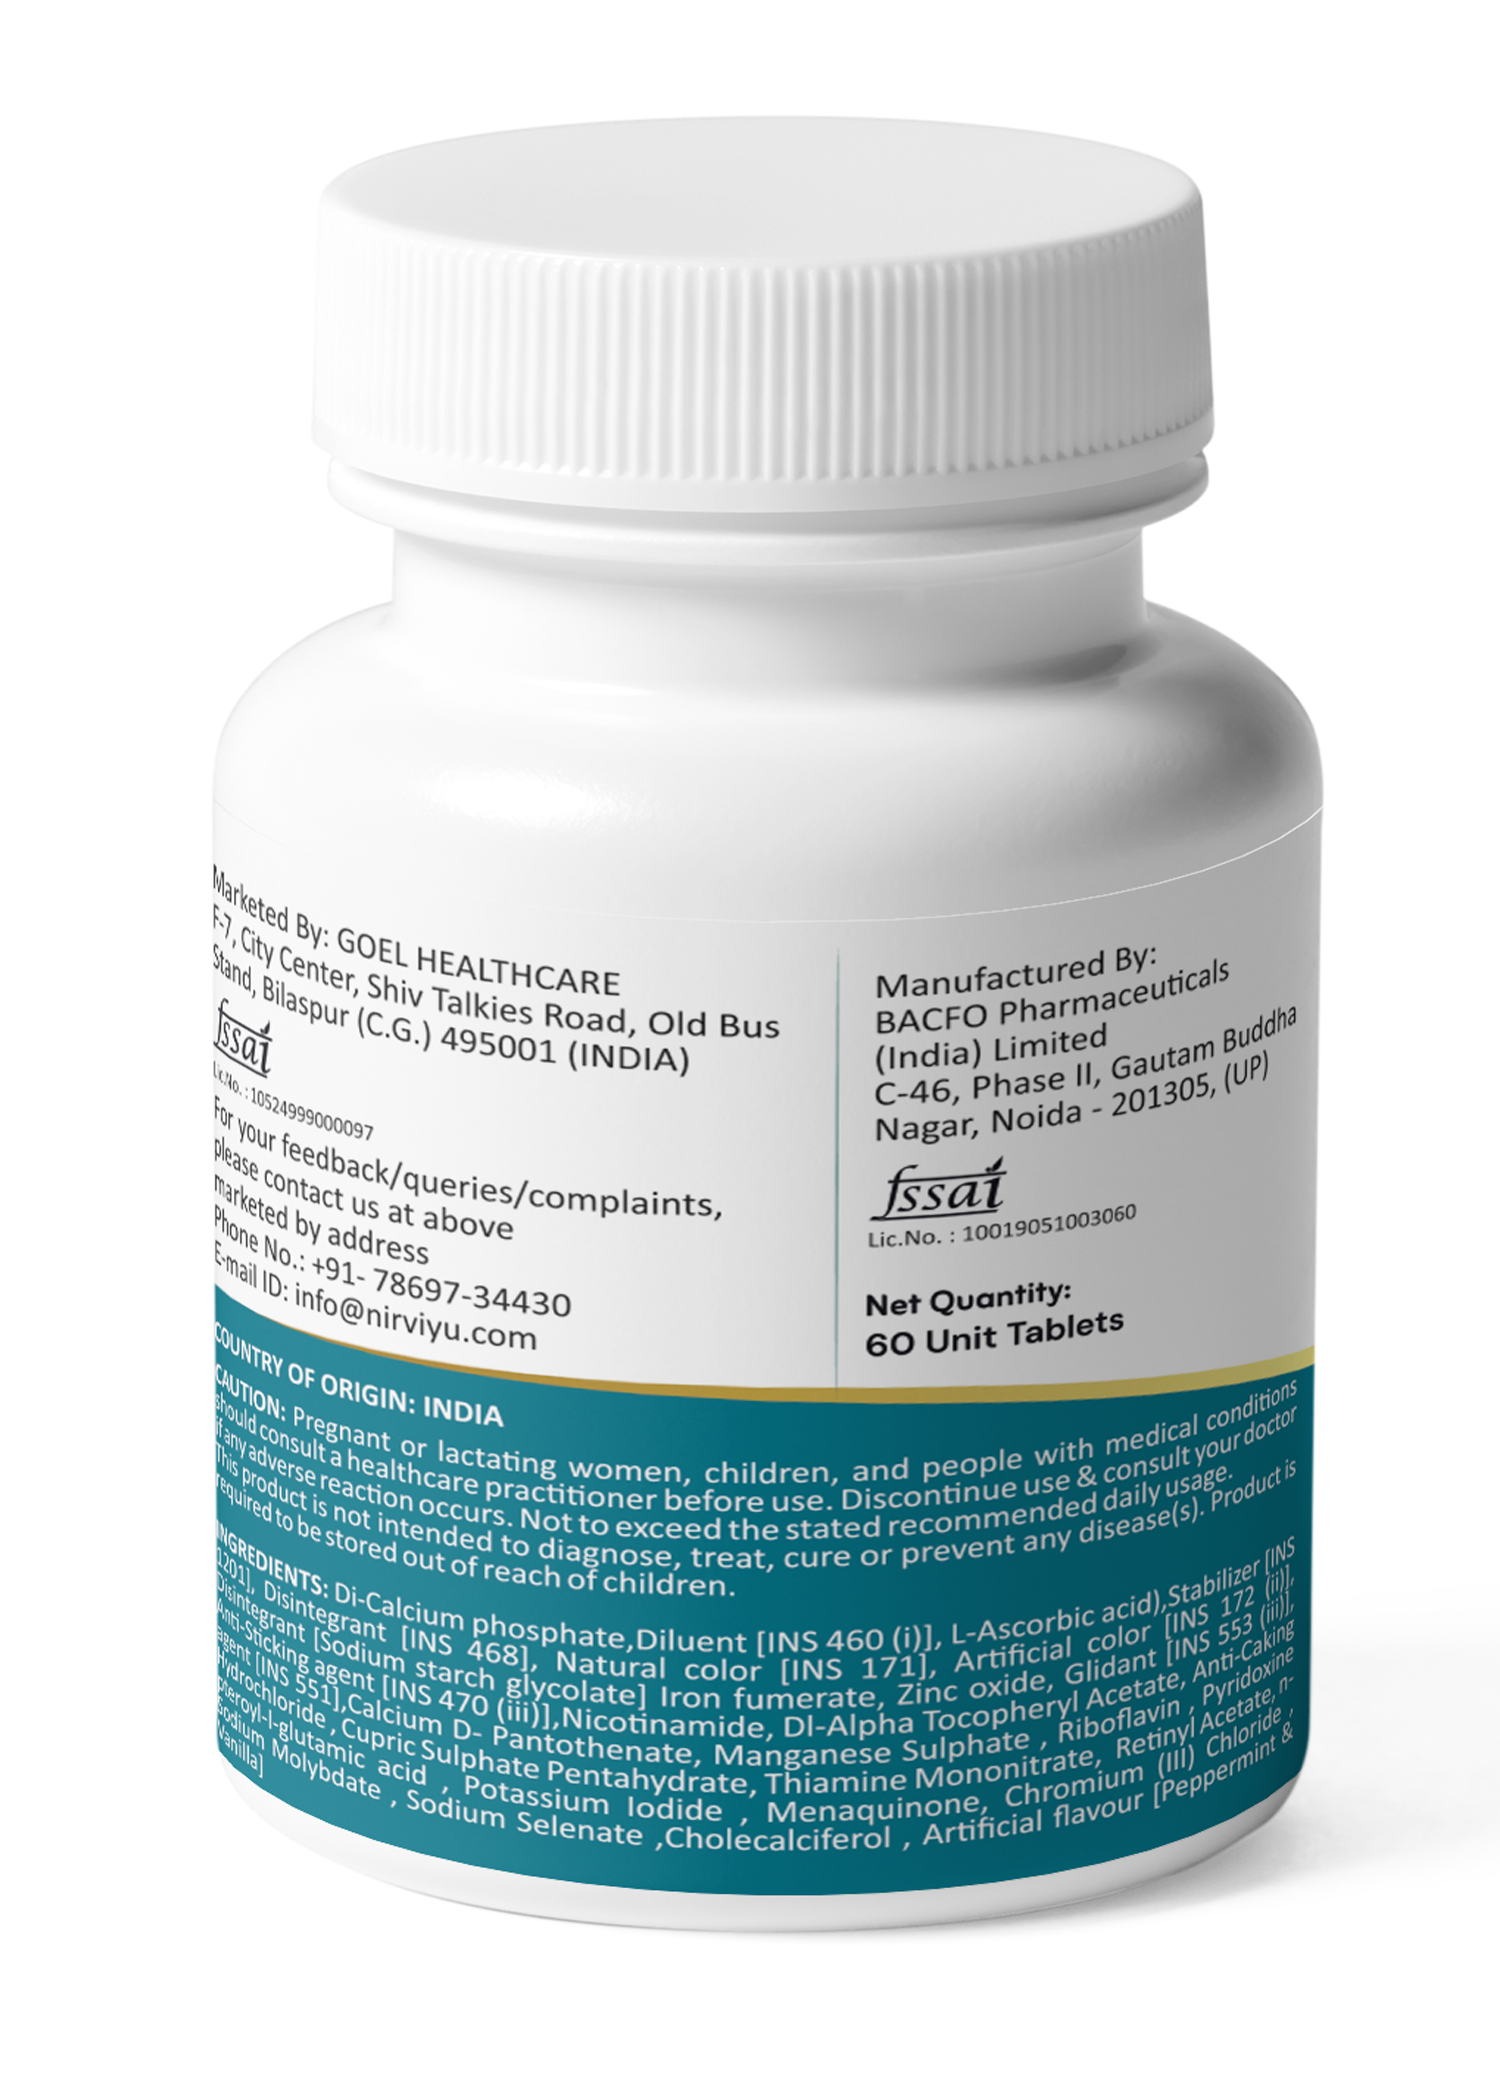 Marketed By: GOEL HEALTHCARE
F-7, City Center, Shiv Talkies Road, Old Bus
Stand, Bilaspur (C.G.) 495001 (INDIA)
fssai
Lic.No. : 10524999000097
For your feedback/queries/complaints,
please contact us at above
marketed by address
Phone No.: +91- 78697-34430
E-mail ID: info@nirviyu.com
Manufactured By:
BACFO Pharmaceuticals
(India) Limited
C-46, Phase II, Gautam Buddha
Nagar, Noida - 201305, (UP)
fssai
Lic.No. : 10019051003060
Net Quantity:
60 Unit Tablets
COUNTRY OF ORIGIN: INDIA
CAUTION: Pregnant or lactating women, children, and people with medical conditions
should consult a healthcare practitioner before use. Discontinue use & consult your doctor
if any adverse reaction occurs. Not to exceed the stated recommended daily usage.
This product is not intended to diagnose, treat, cure or prevent any disease(s). Product is
required to be stored out of reach of children.
INGREDIENTS: Di-Calcium phosphate,Diluent [INS 460 (i)], L-Ascorbic acid),Stabilizer [INS
1201], Disintegrant [INS 468], Natural color [INS 171], Artificial color [INS 172 (ii)],
Disintegrant [Sodium starch glycolate] Iron fumerate, Zinc oxide, Glidant [INS 553 (iii)],
Anti-Sticking agent [INS 470 (iii)],Nicotinamide, Dl-Alpha Tocopheryl Acetate, Anti-Caking
agent [INS 551],Calcium D- Pantothenate, Manganese Sulphate , Riboflavin , Pyridoxine
Hydrochloride , Cupric Sulphate Pentahydrate, Thiamine Mononitrate, Retinyl Acetate, n-
pteroyl-l-glutamic acid , Potassium Iodide , Menaquinone, Chromium (III) Chloride ,
Sodium Molybdate , Sodium Selenate ,Cholecalciferol , Artificial flavour [Peppermint &
Vanilla]